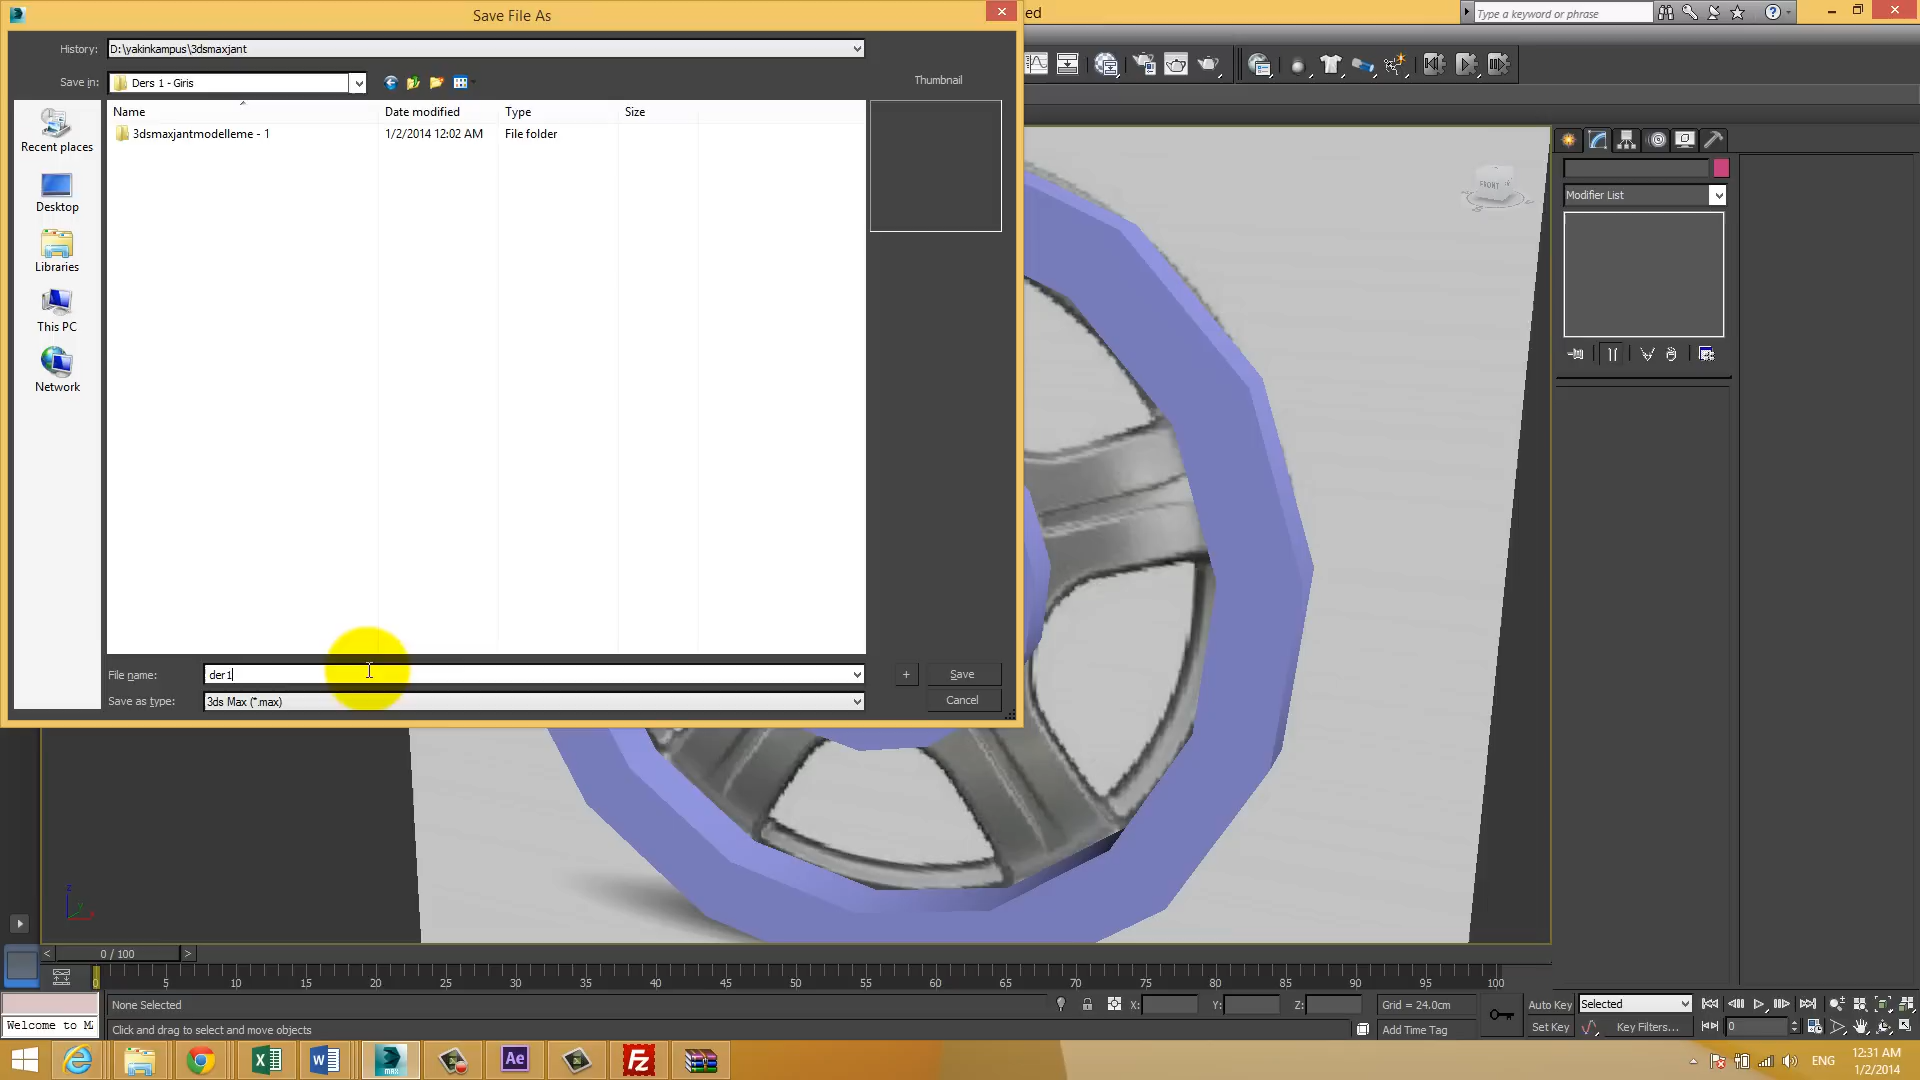 Save File As
ed
Type a keyword or phrase
History:
D:\yakinkampus\3dsmaxjant
Save in:
Ders 1 - Giris
Thumbnail
Name
Date modified
Type
Size
3dsmaxjantmodelleme - 1
1/2/2014 12:02 AM
File folder
Recent places
Desktop
Libraries
This PC
Network
FRONT
Modifier List
File name:
der1
+
Save
Save as type:
3ds Max (*.max)
Cancel
z
y
x
<
0 / 100
>
0
5
10
15
20
25
30
35
40
45
50
55
60
65
70
75
80
85
90
95
100
None Selected
X:
Y:
Z:
Grid = 24.0cm
Auto Key
Selected
Welcome to M
Click and drag to select and move objects
Add Time Tag
Set Key
Key Filters...
0
MAX
Ae
Fz
ENG
12:31 AM
1/2/2014